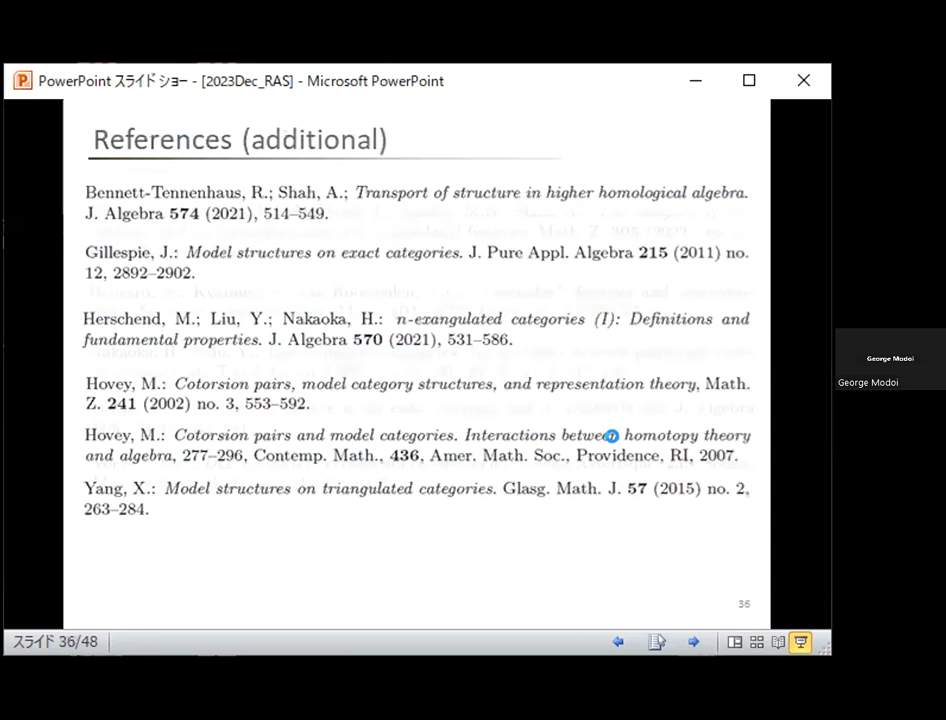 PowerPoint スライド ショー - [2023Dec_RAS] - Microsoft PowerPoint
References (additional)
Bennett-Tennenhaus, R.; Shah, A.; Transport of structure in higher homological algebra.
J. Algebra 574 (2021), 514–549.
Gillespie, J.: Model structures on exact categories. J. Pure Appl. Algebra 215 (2011) no.
12, 2892–2902.
Herschend, M.; Liu, Y.; Nakaoka, H.: n-exangulated categories (I): Definitions and
fundamental properties. J. Algebra 570 (2021), 531–586.
Hovey, M.: Cotorsion pairs, model category structures, and representation theory, Math.
Z. 241 (2002) no. 3, 553–592.
Hovey, M.: Cotorsion pairs and model categories. Interactions between homotopy theory
and algebra, 277–296, Contemp. Math., 436, Amer. Math. Soc., Providence, RI, 2007.
Yang, X.: Model structures on triangulated categories. Glasg. Math. J. 57 (2015) no. 2,
263–284.
36
スライド 36/48
George Modoi
George Modoi